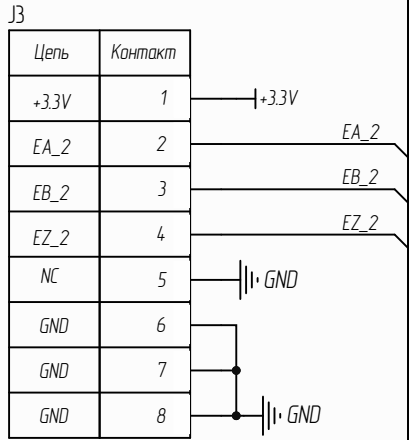 J3
Цепь Контакт
+3.3V 1 +3.3V
EA_2 2 EA_2
EB_2 3 EB_2
EZ_2 4 EZ_2
NC 5 GND
GND 6
GND 7
GND 8 GND